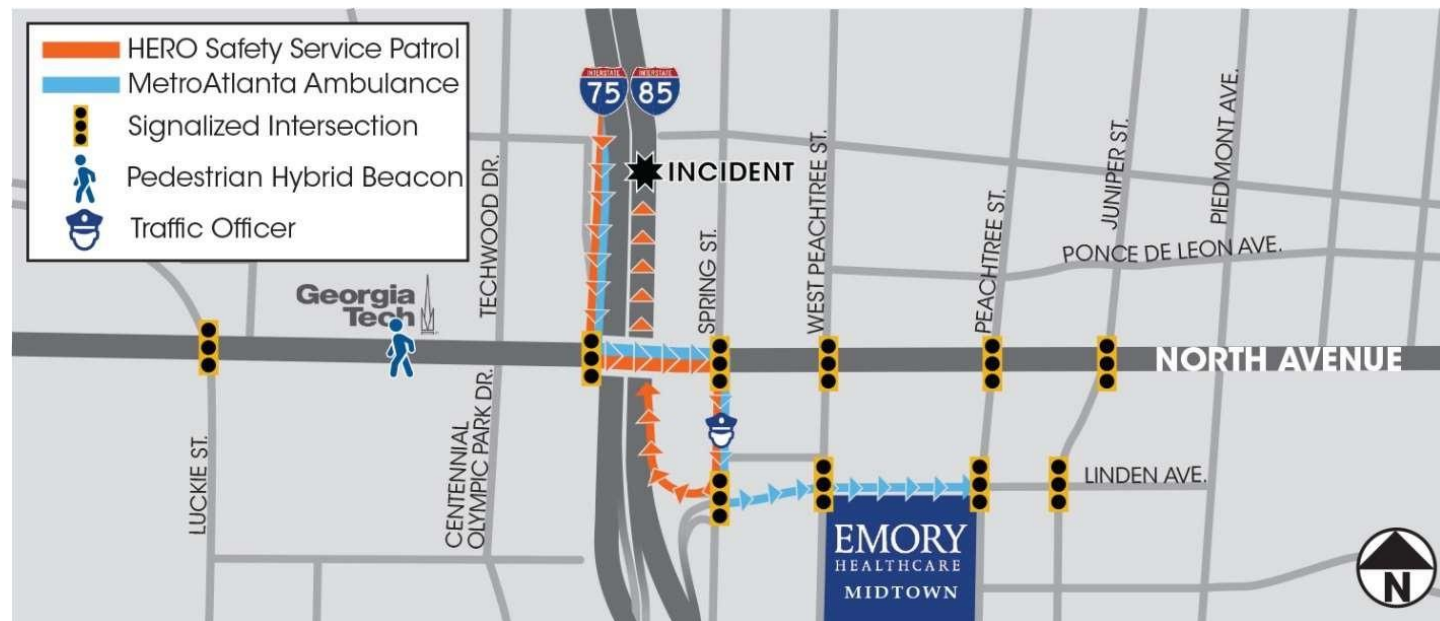 HERO Safety Service Patrol
MetroAtlanta Ambulance
Signalized Intersection
Pedestrian Hybrid Beacon
Traffic Officer
INTERSTATE
75
INTERSTATE
85
INCIDENT
TECHWOOD DR.
SPRING ST.
WEST PEACHTREE ST.
PEACHTREE ST.
JUNIPER ST.
PIEDMONT AVE.
PONCE DE LEON AVE.
Georgia
Tech
NORTH AVENUE
LUCKIE ST.
CENTENNIAL
OLYMPIC PARK DR.
LINDEN AVE.
EMORY
HEALTHCARE
MIDTOWN
N